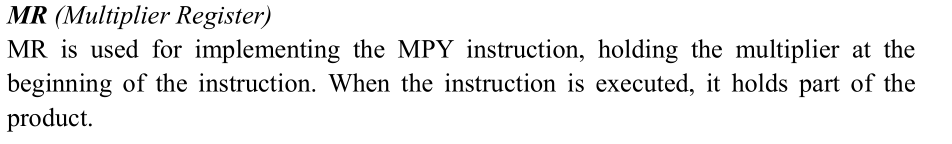 MR (Multiplier Register)
MR is used for implementing the MPY instruction, holding the multiplier at the
beginning of the instruction. When the instruction is executed, it holds part of the
product.